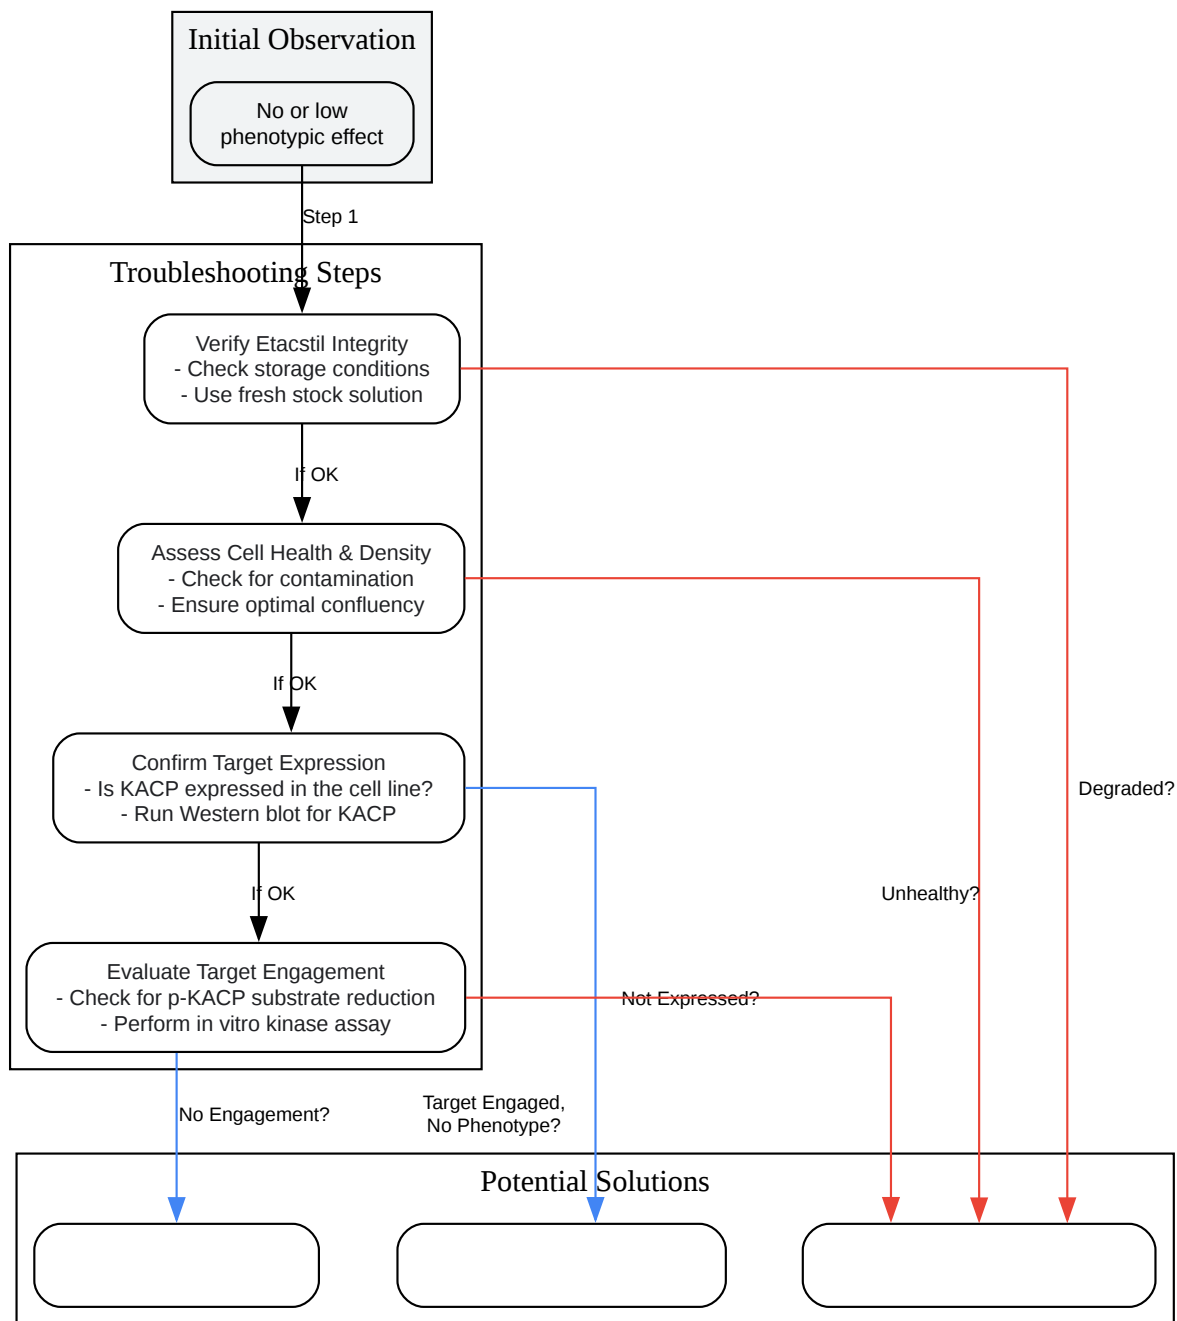 Initial Observation
No or low
phenotypic effect
Step 1
Troubleshooting Steps
Verify Etacstil Integrity
- Check storage conditions
- Use fresh stock solution
If OK
Assess Cell Health & Density
- Check for contamination
- Ensure optimal confluency
If OK
Confirm Target Expression
- Is KACP expressed in the cell line?
- Run Western blot for KACP
Degraded?
If OK
Unhealthy?
Evaluate Target Engagement
- Check for p-KACP substrate reduction
- Perform in vitro kinase assay
Not Expressed?
No Engagement?
Target Engaged,
No Phenotype?
Potential Solutions